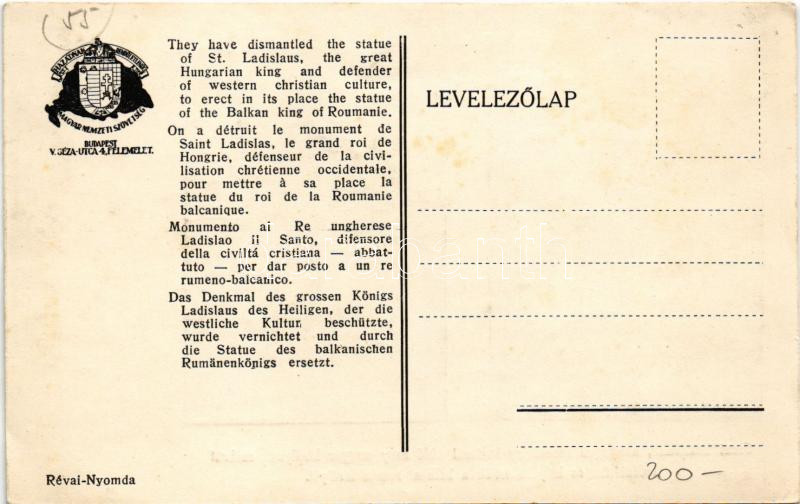 55
HAZÁDNAK RENDÜLETLENÜL
MAGYAR NEMZETI SZÖVETSÉG
BUDAPEST
V. GÉZA-UTCA 4, FÉLEMELET.
They have dismantled the statue
of St. Ladislaus, the great
Hungarian king and defender
of western christian culture,
to erect in its place the statue
of the Balkan king of Roumanie.
On a détruit le monument de
Saint Ladislas, le grand roi de
Hongrie, défenseur de la civi-
lisation chrétienne occidentale,
pour mettre à sa place la
statue du roi de la Roumanie
balcanique.
Monumento ai Re ungherese
Ladislao il Santo, difensore
della civiltá cristiana — abbat-
tuto — per dar posto a un re
rumeno-balcanico.
Das Denkmal des grossen Königs
Ladislaus des Heiligen, der die
westliche Kultur beschützte,
wurde vernichtet und durch
die Statue des balkanischen
Rumänenkönigs ersetzt.
LEVELEZŐLAP
Révai-Nyomda
200-